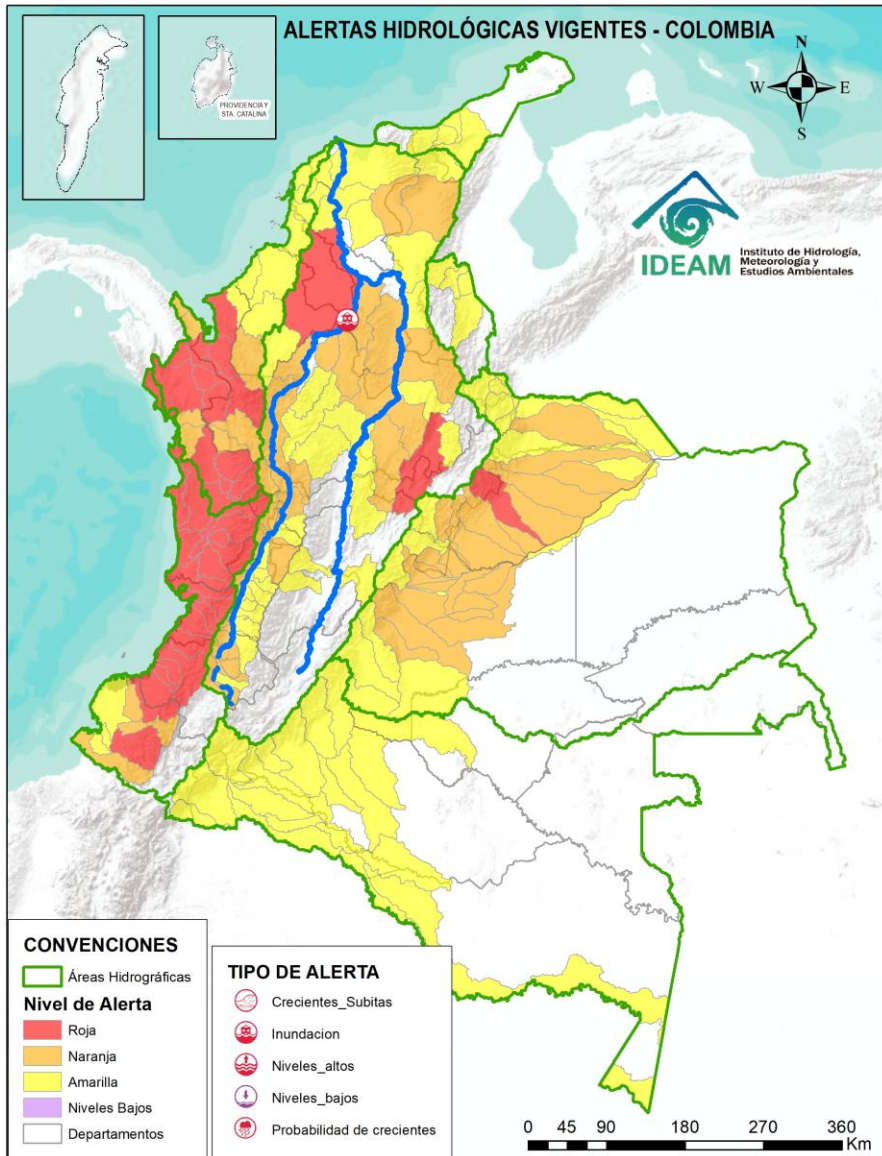 ALERTAS HIDROLÓGICAS VIGENTES - COLOMBIA
PROVIDENCIA Y
STA. CATALINA
N
W
E
S
IDEAM
Instituto de Hidrología,
Meteorología y
Estudios Ambientales
CONVENCIONES
Áreas Hidrográficas
Nivel de Alerta
Roja
Naranja
Amarilla
Niveles Bajos
Departamentos
TIPO DE ALERTA
Crecientes_Subitas
Inundacion
Niveles_altos
Niveles_bajos
Probabilidad de crecientes
0 45 90 180 270 360
Km